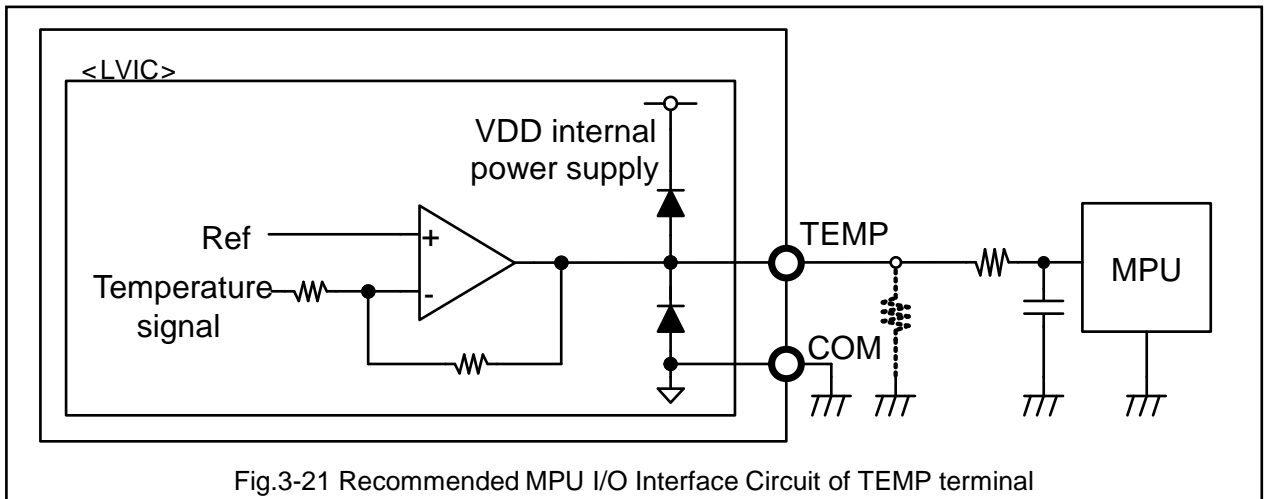 <LVIC>
VDD internal
power supply
Ref
+
Temperature
signal
-
TEMP
COM
MPU
Fig.3-21 Recommended MPU I/O Interface Circuit of TEMP terminal